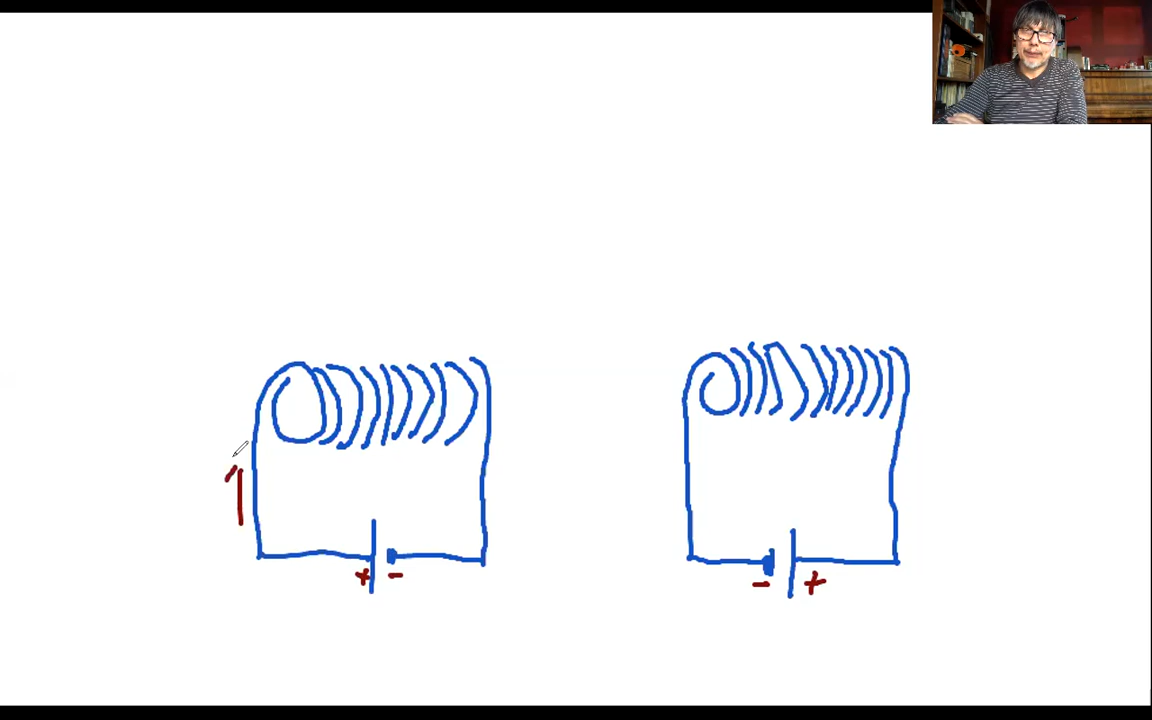 + -
- +